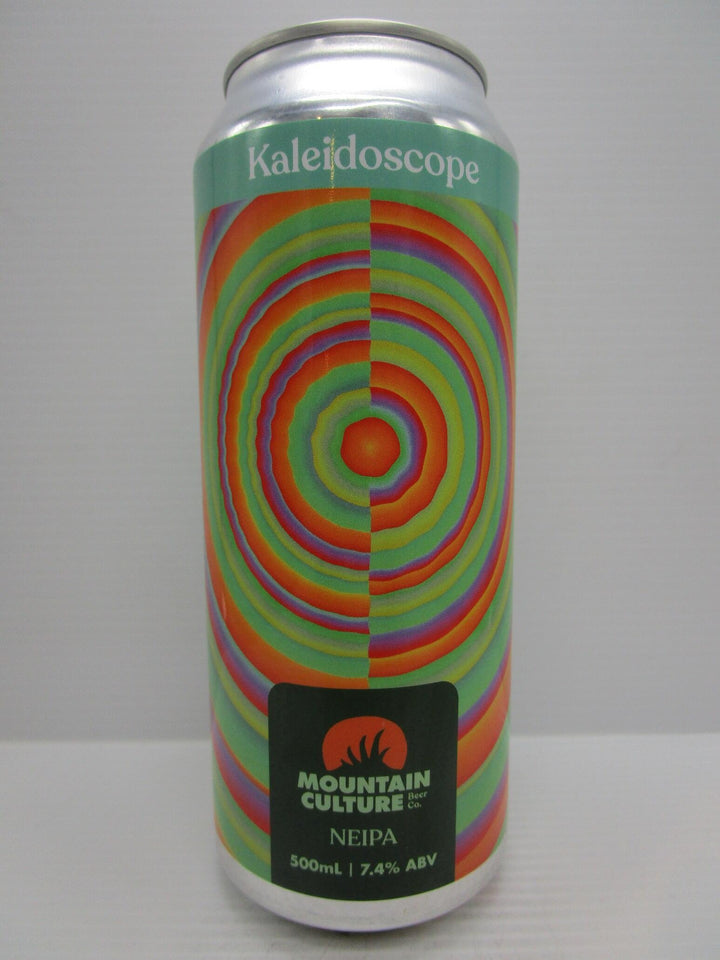 Kaleidoscope
MOUNTAIN
CULTURE Beer Co.
NEIPA
500mL | 7.4% ABV